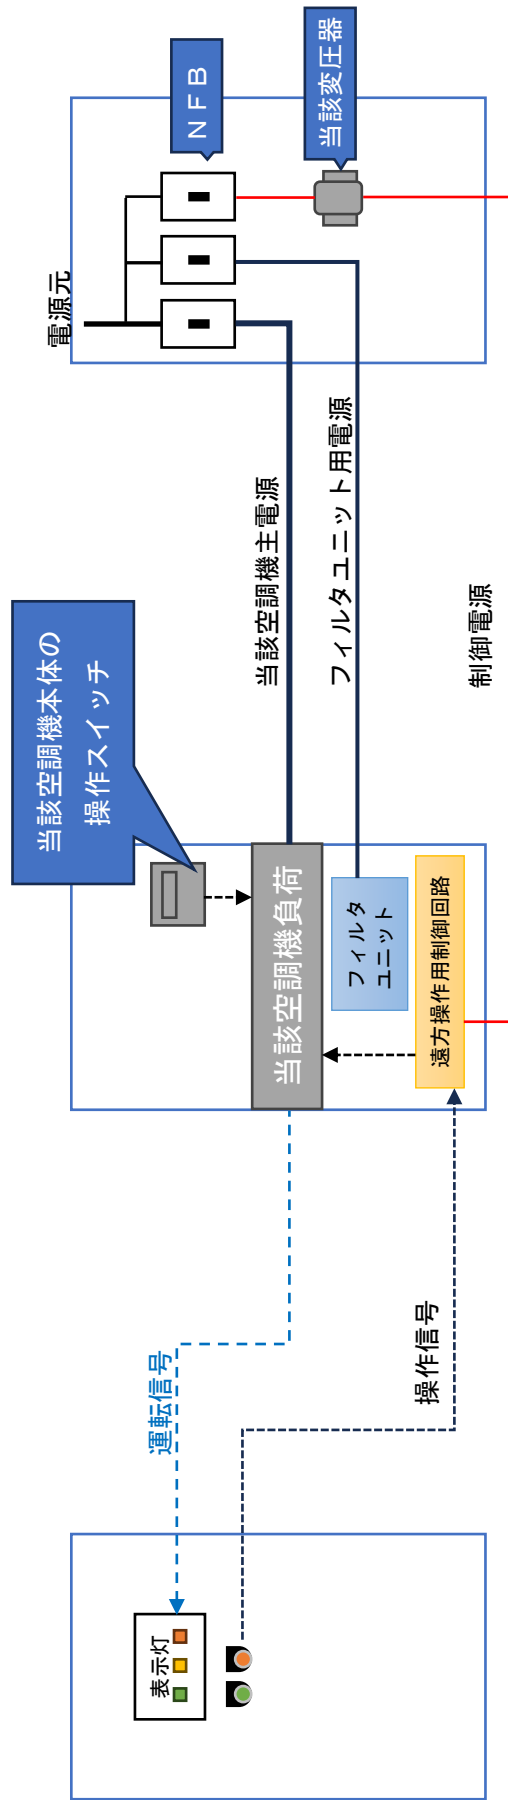 表示灯
運転信号
操作信号
当該空調機本体の
操作スイッチ
当該空調機負荷
フィルタ
ユニット
遠方操作用制御回路
当該空調機主電源
フィルタユニット用電源
制御電源
電源元
ＮＦＢ
当該変圧器